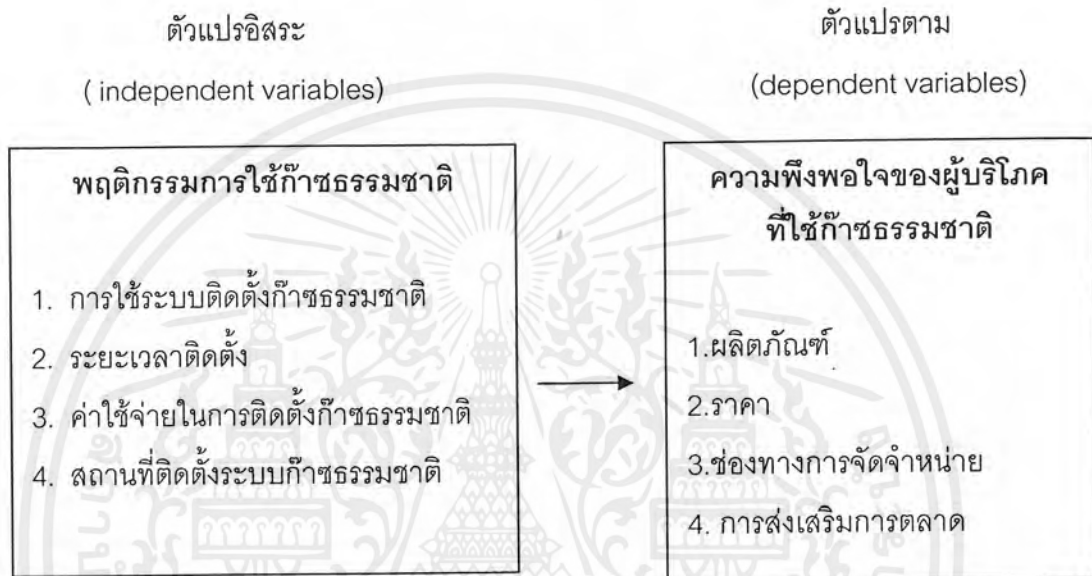 ตัวแปรอิสระ
( independent variables)
พฤติกรรมการใช้ก๊าซธรรมชาติ
1. การใช้ระบบติดตั้งก๊าซธรรมชาติ
2. ระยะเวลาติดตั้ง
3. ค่าใช้จ่ายในการติดตั้งก๊าซธรรมชาติ
4. สถานที่ติดตั้งระบบก๊าซธรรมชาติ
ตัวแปรตาม
(dependent variables)
ความพึงพอใจของผู้บริโภค
ที่ใช้ก๊าซธรรมชาติ
1.ผลิตภัณฑ์
2.ราคา
3.ช่องทางการจัดจำหน่าย
4. การส่งเสริมการตลาด